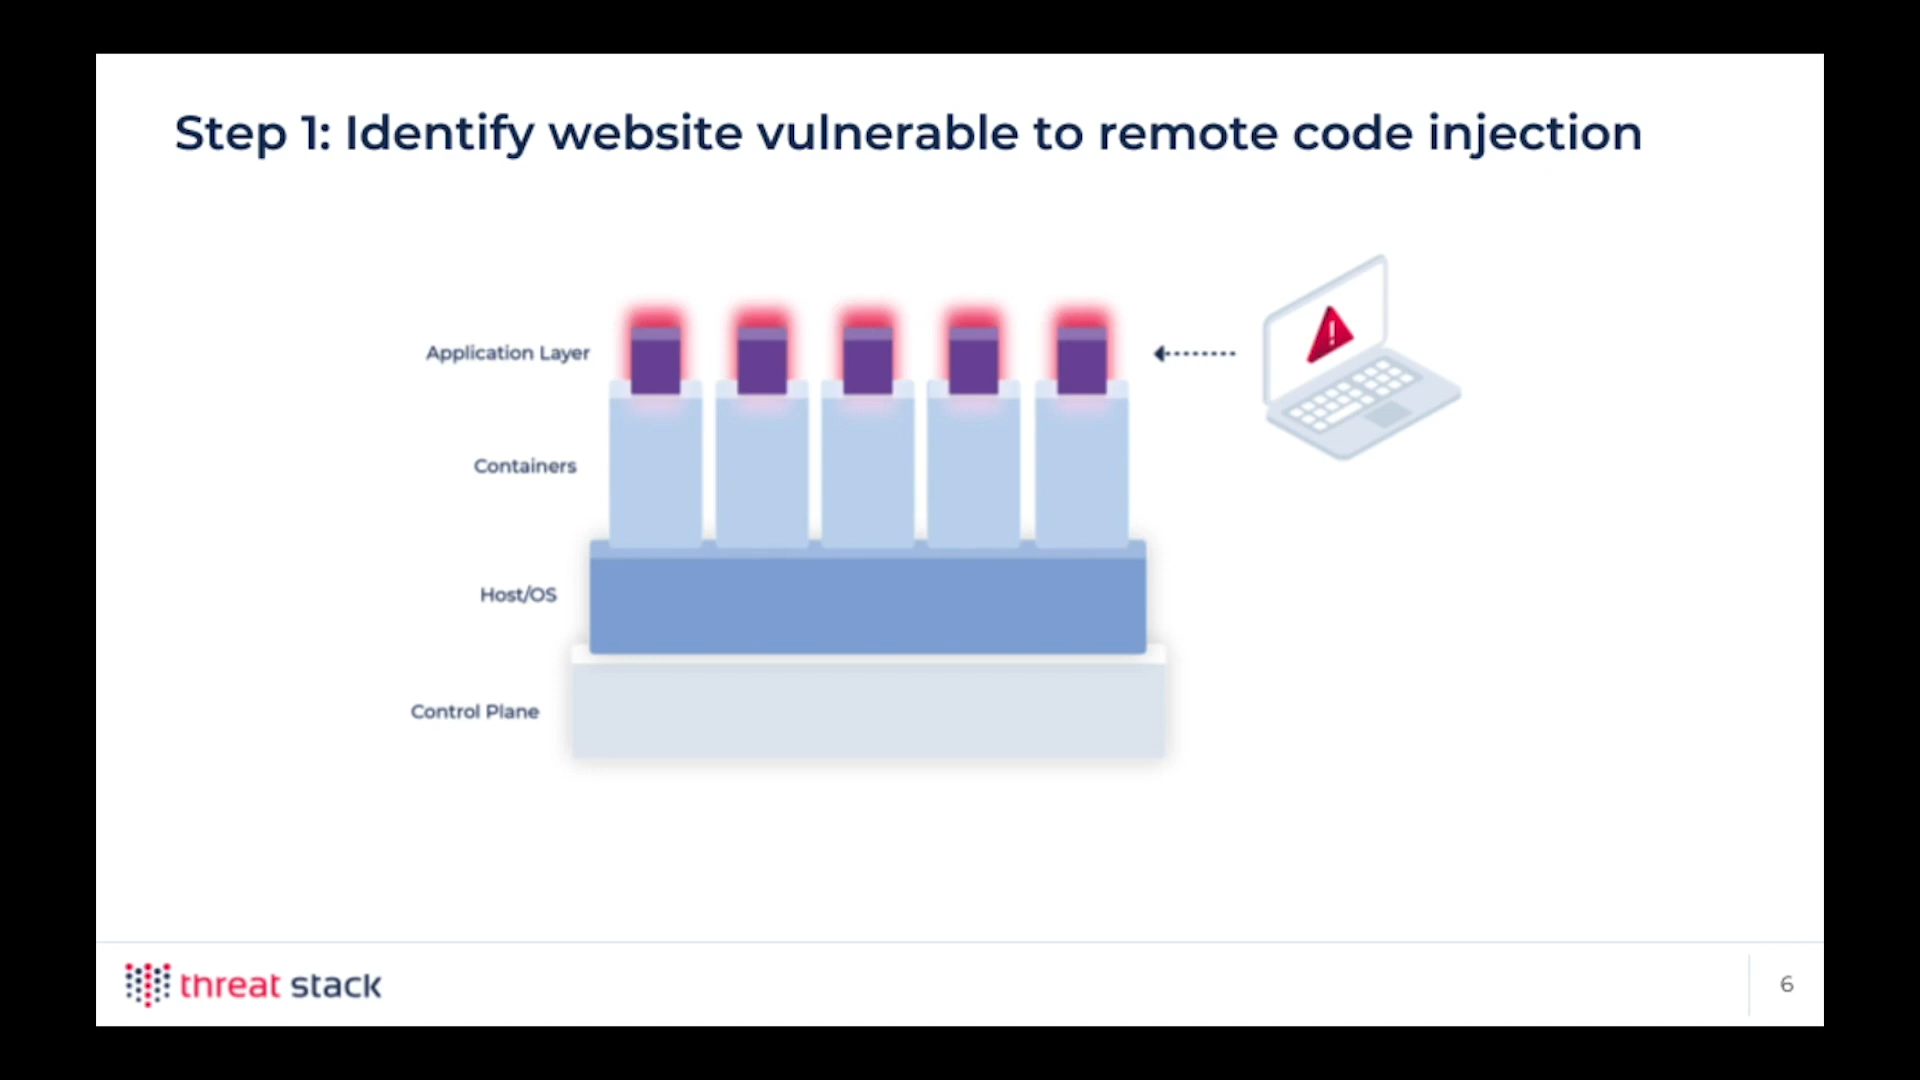 Step 1: Identify website vulnerable to remote code injection
Application Layer
Containers
Host/OS
Control Plane
threat stack
6